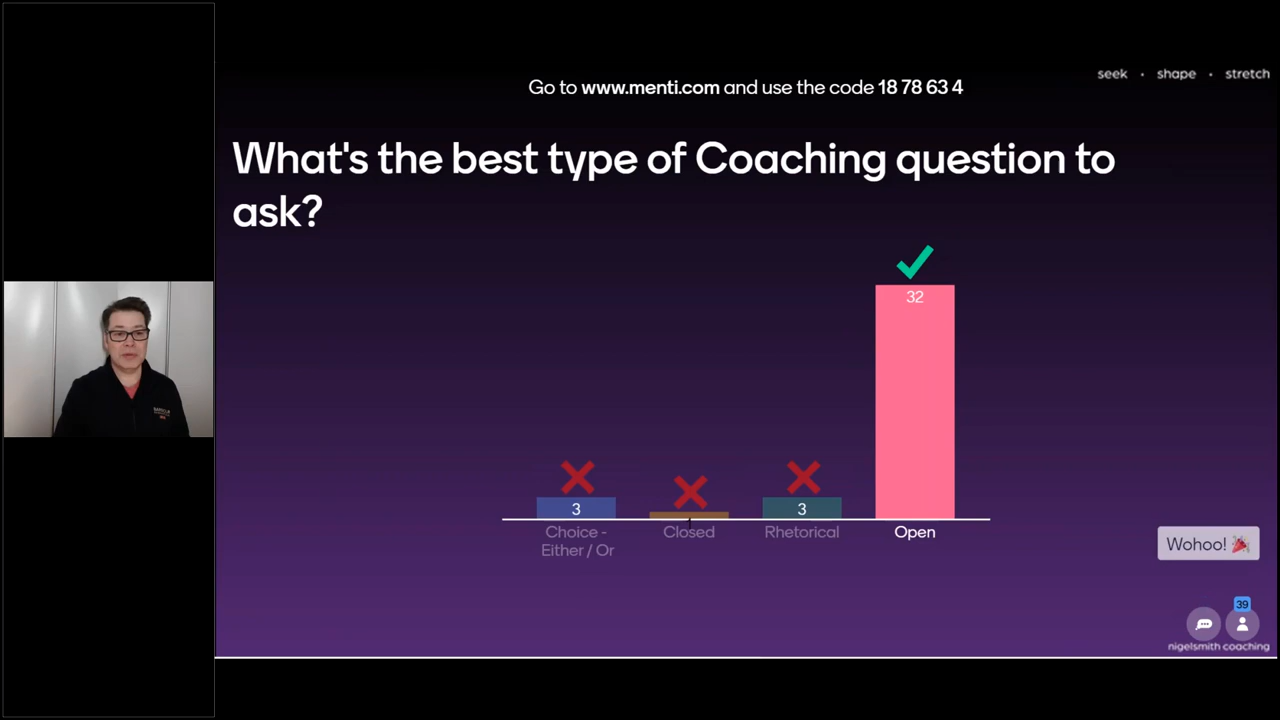 Go to www.menti.com and use the code 18 78 63 4
seek · shape · stretch
What's the best type of Coaching question to
ask?
32
3
1
3
Choice -
Either / Or
Closed
Rhetorical
Open
Wohoo! 🎉
39
nigelsmith coaching